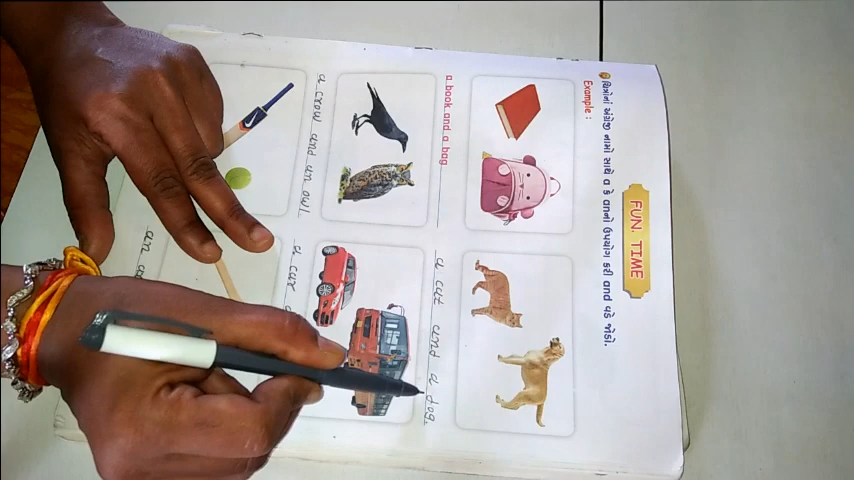 FUN. TIME
ચિત્રોનાં અંગ્રેજી નામો સાથે a કે anનો ઉપયોગ કરી and વડે જોડો.
Example :
a book and a bag
a cat and a dog.
a crow and an owl.
a car
an